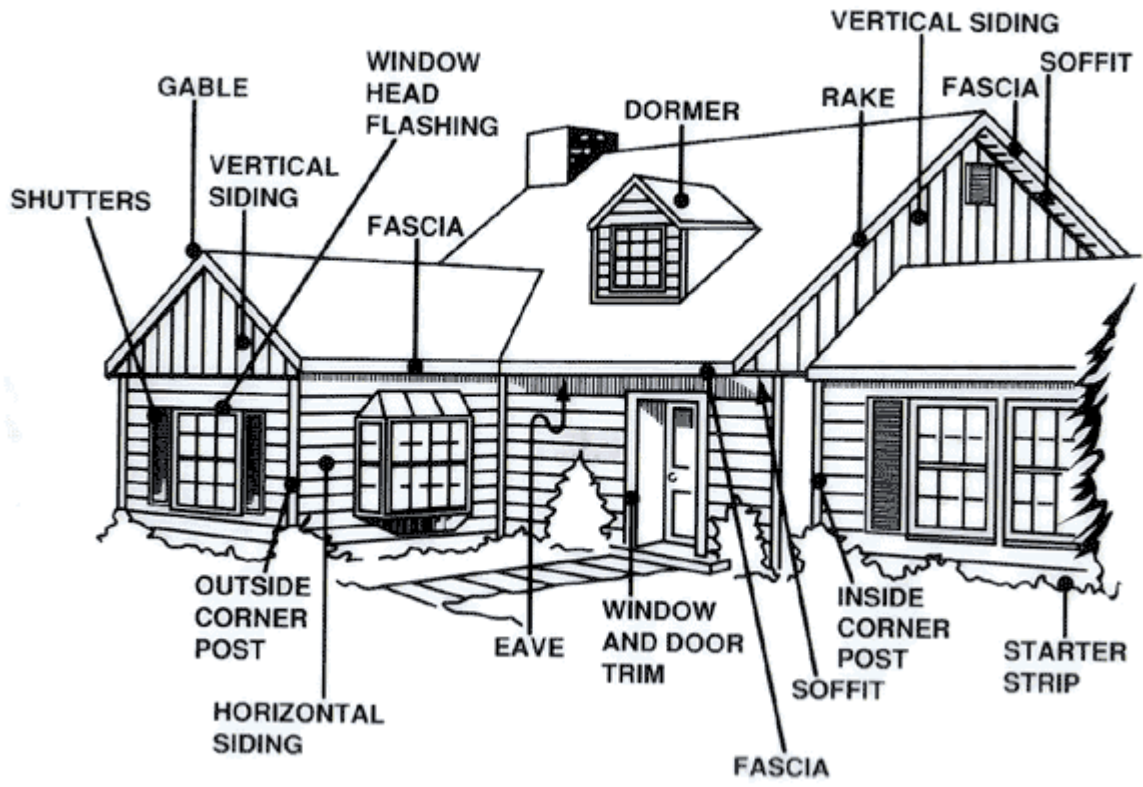 VERTICAL SIDING
SOFFIT
WINDOW
HEAD
FLASHING
GABLE
FASCIA
RAKE
DORMER
VERTICAL
SIDING
SHUTTERS
FASCIA
OUTSIDE
CORNER
POST
EAVE
WINDOW
AND DOOR
TRIM
INSIDE
CORNER
POST
SOFFIT
STARTER
STRIP
HORIZONTAL
SIDING
FASCIA